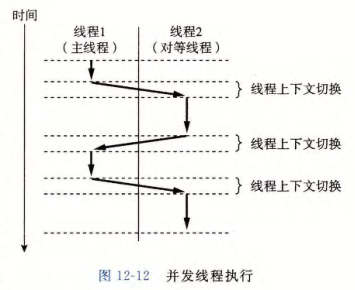 时间
线程1
（主线程）
线程2
（对等线程）
线程上下文切换
线程上下文切换
线程上下文切换
图 12-12 并发线程执行